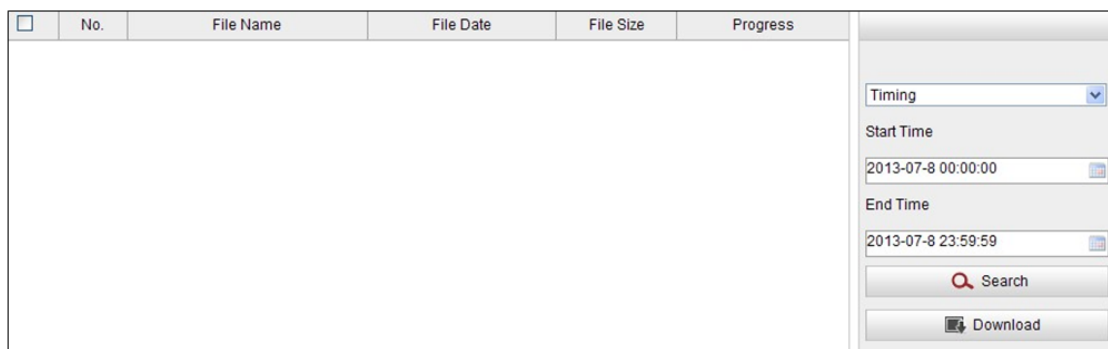 No. File Name File Date File Size Progress
Timing
Start Time
2013-07-8 00:00:00
End Time
2013-07-8 23:59:59
Search
Download